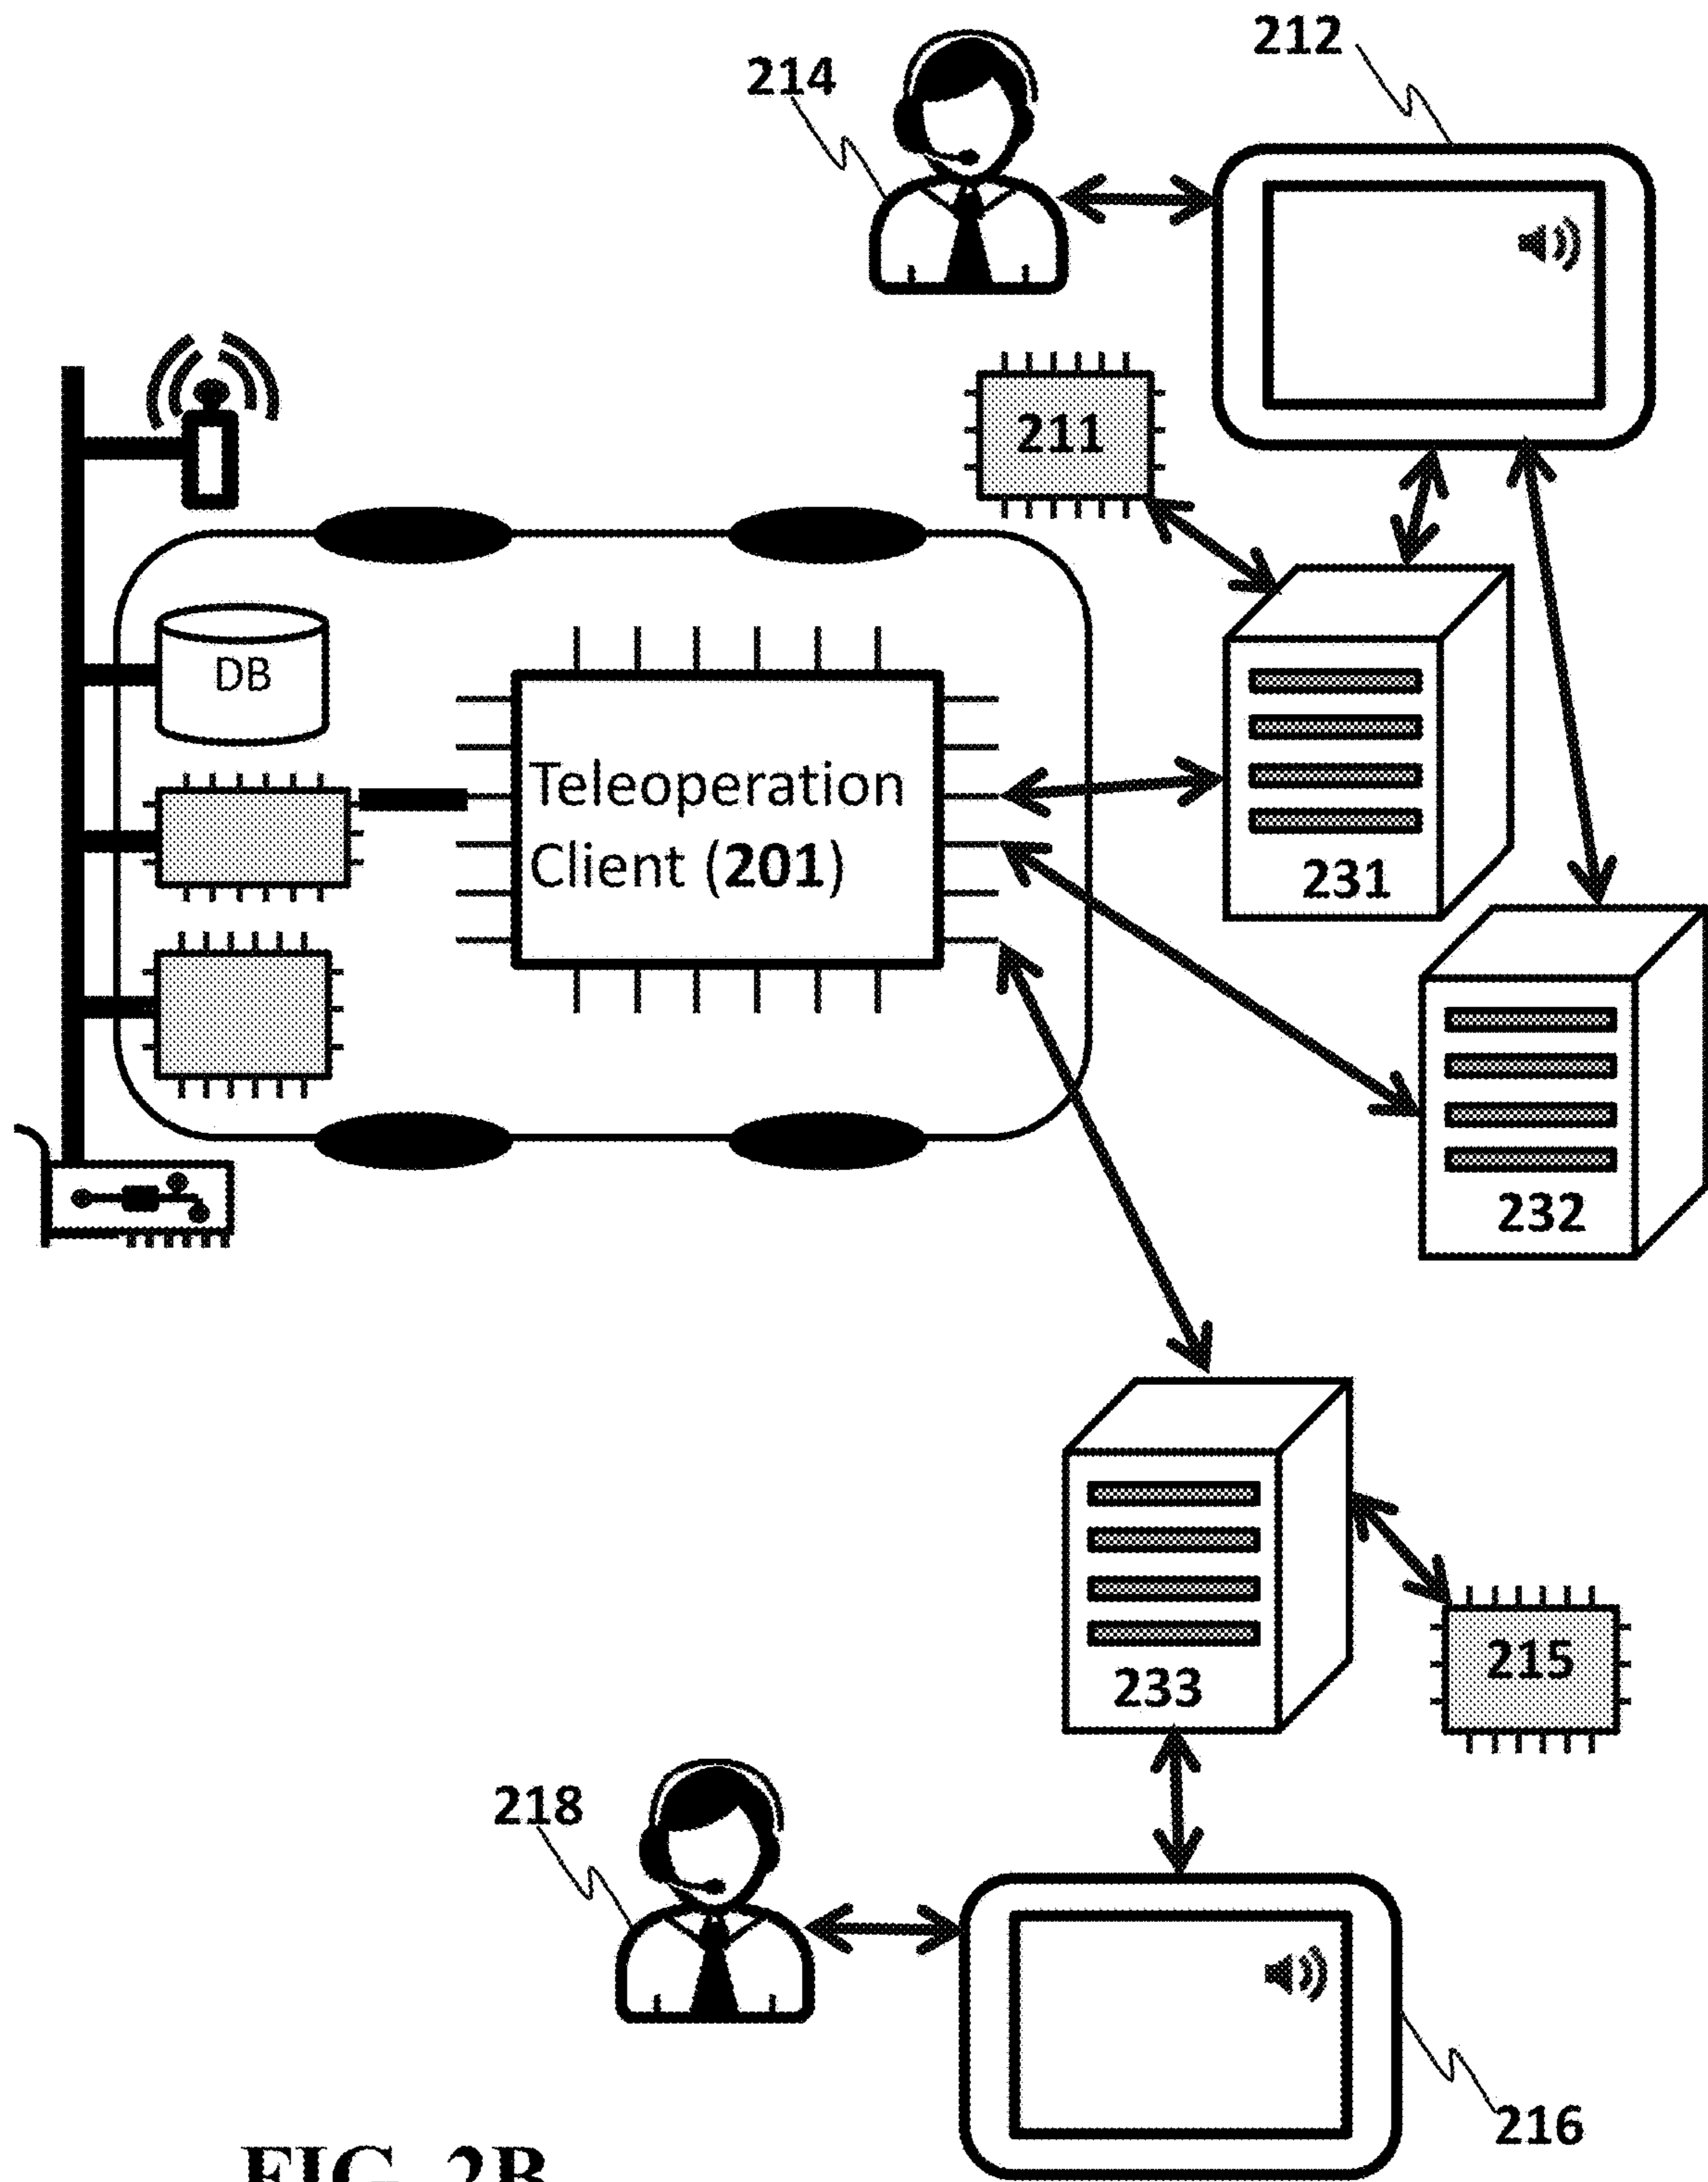 212
214
211
DB
Teleoperation
Client (201)
231
232
233
215
218
216
FIG. 2B